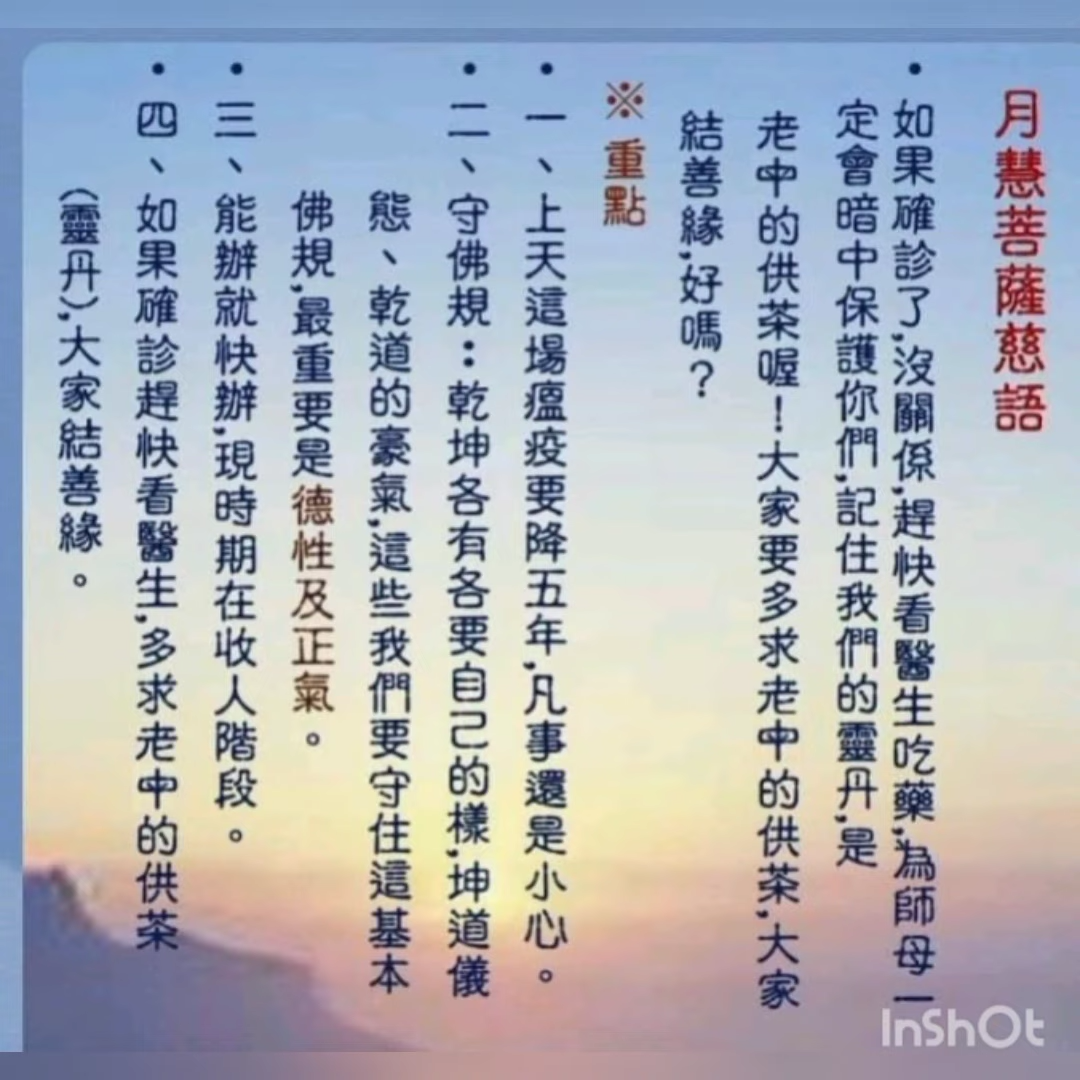 月慧菩薩慈語
• 如果確診了,沒關係,趕快看醫生吃藥,為師母一
定會暗中保護你們,記住我們的靈丹,是
老中的供茶喔！大家要多求老中的供茶,大家
結善緣,好嗎？
※重點
• 一、上天這場瘟疫要降五年,凡事還是小心。
• 二、守佛規：乾坤各有各要自己的樣,坤道儀
態、乾道的豪氣,這些我們要守住這基本
佛規,最重要是德性及正氣。
• 三、能辦就快辦,現時期在收人階段。
• 四、如果確診趕快看醫生,多求老中的供茶
(靈丹),大家結善緣。
InShOt